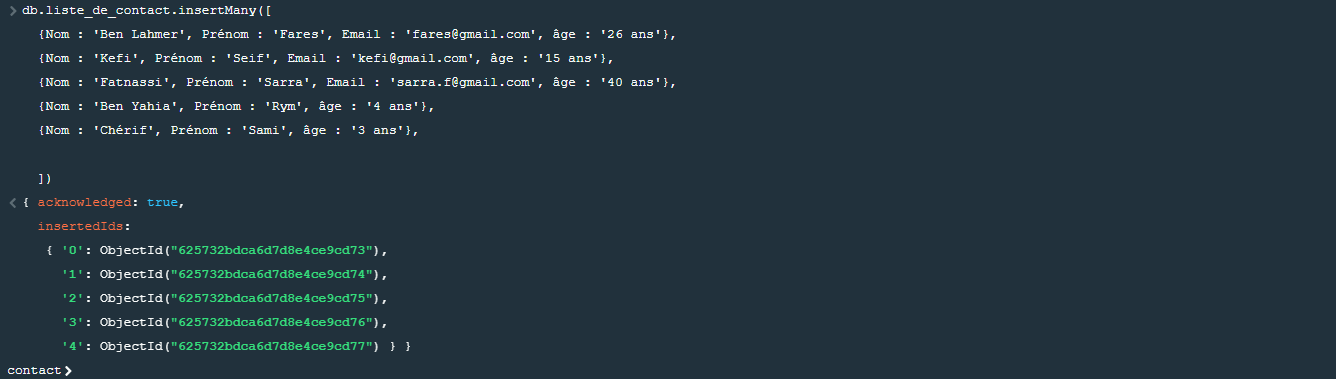 > db.liste_de_contact.insertMany([
{Nom : 'Ben Lahmer', Prénom : 'Fares', Email : 'fares@gmail.com', âge : '26 ans'},
{Nom : 'Kefi', Prénom : 'Seif', Email : 'kefi@gmail.com', âge : '15 ans'},
{Nom : 'Fatnassi', Prénom : 'Sarra', Email : 'sarra.f@gmail.com', âge : '40 ans'},
{Nom : 'Ben Yahia', Prénom : 'Rym', âge : '4 ans'},
{Nom : 'Chérif', Prénom : 'Sami', âge : '3 ans'},
])
< { acknowledged: true,
insertedIds:
{ '0': ObjectId("625732bdca6d7d8e4ce9cd73"),
'1': ObjectId("625732bdca6d7d8e4ce9cd74"),
'2': ObjectId("625732bdca6d7d8e4ce9cd75"),
'3': ObjectId("625732bdca6d7d8e4ce9cd76"),
'4': ObjectId("625732bdca6d7d8e4ce9cd77") } }
contact>